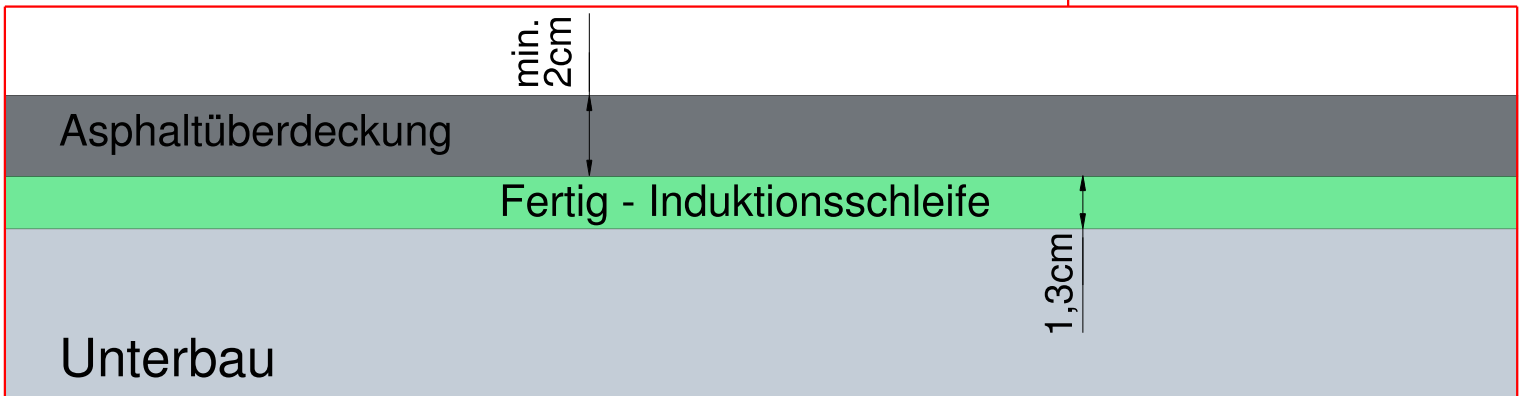 min.
2cm
Asphaltüberdeckung
Fertig - Induktionsschleife
1,3cm
Unterbau